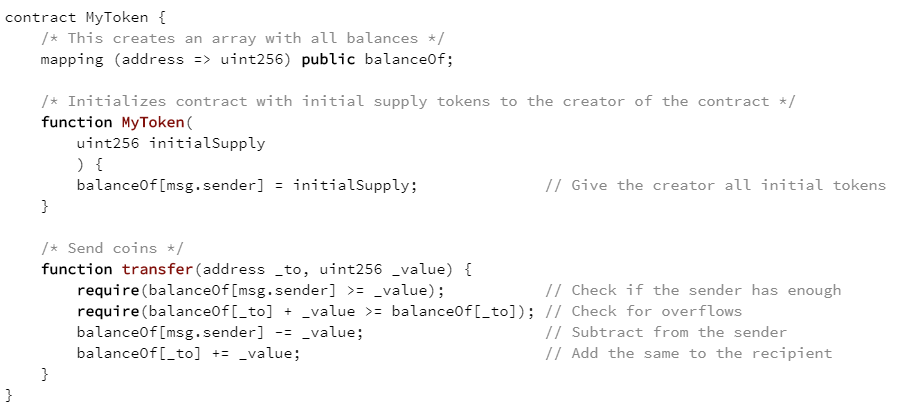 contract MyToken {
    /* This creates an array with all balances */
    mapping (address => uint256) public balanceOf;

    /* Initializes contract with initial supply tokens to the creator of the contract */
    function MyToken(
        uint256 initialSupply
        ) {
        balanceOf[msg.sender] = initialSupply;              // Give the creator all initial tokens
    }

    /* Send coins */
    function transfer(address _to, uint256 _value) {
        require(balanceOf[msg.sender] >= _value);           // Check if the sender has enough
        require(balanceOf[_to] + _value >= balanceOf[_to]); // Check for overflows
        balanceOf[msg.sender] -= _value;                    // Subtract from the sender
        balanceOf[_to] += _value;                           // Add the same to the recipient
    }
}